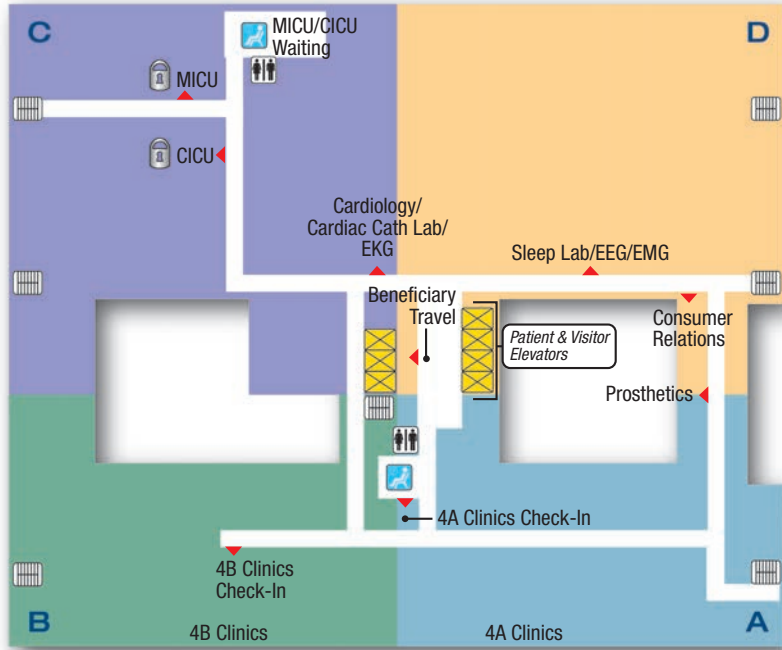 C
MICU/CICU
Waiting
D
MICU
CICU
Cardiology/
Cardiac Cath Lab/
EKG
Sleep Lab/EEG/EMG
Beneficiary
Travel
Patient & Visitor
Elevators
Consumer
Relations
Prosthetics
4A Clinics Check-In
4B Clinics
Check-In
B
4B Clinics
4A Clinics
A